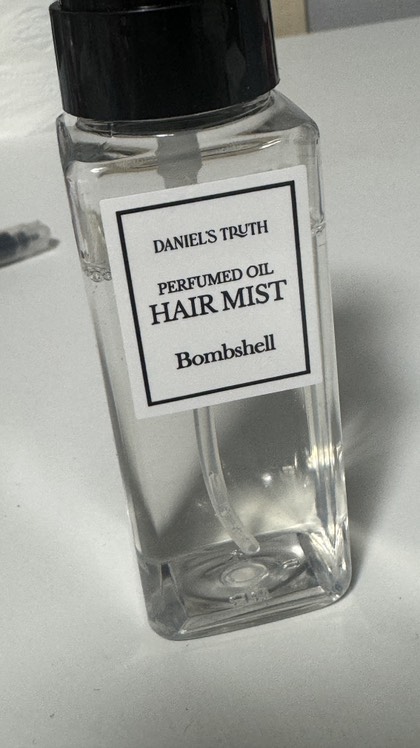 DANIEL'S TRUTH
PERFUMED OIL
HAIR MIST
Bombshell